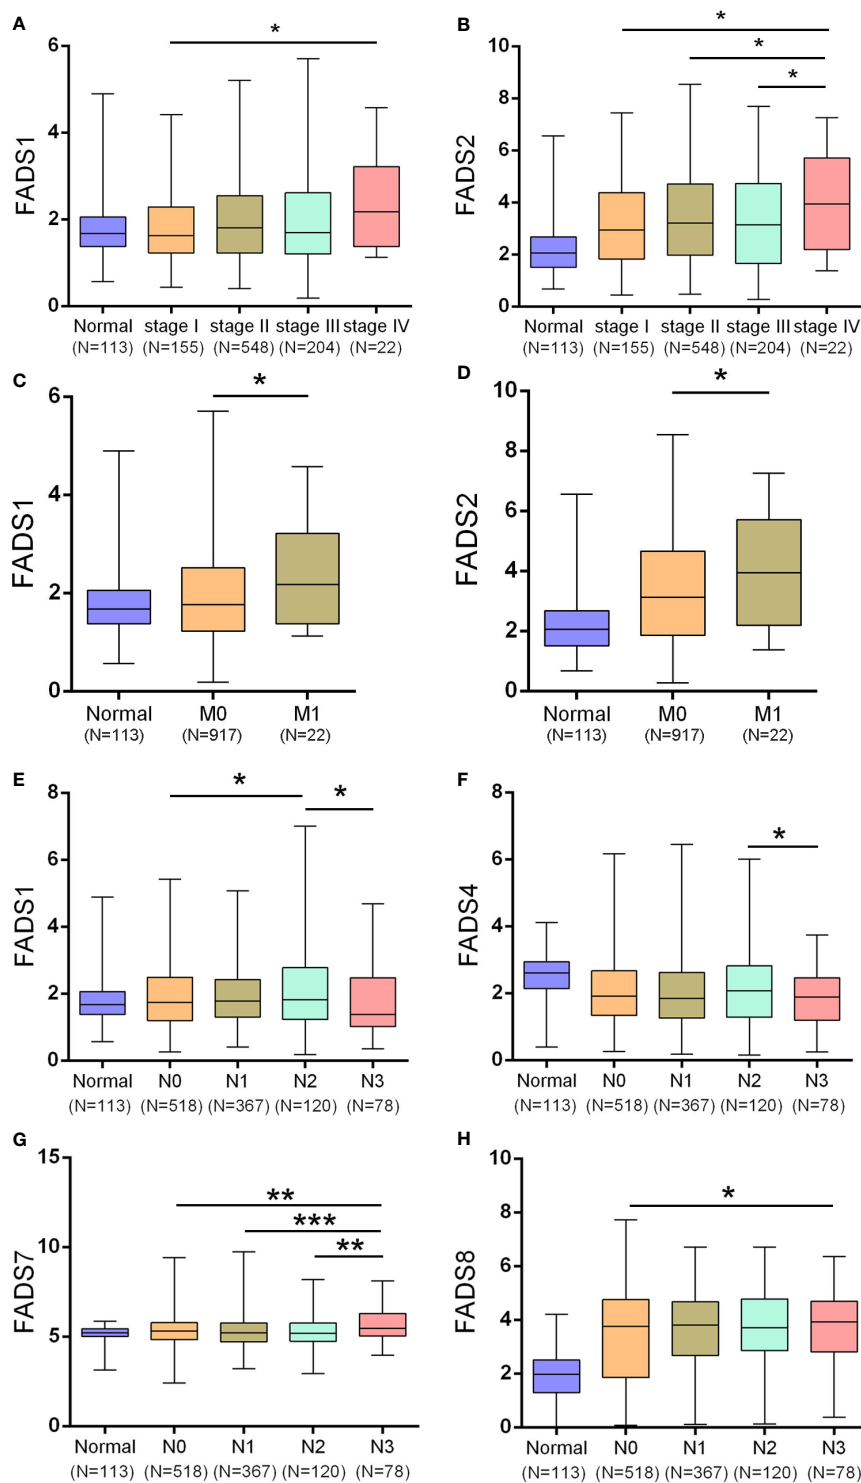 A
B
*
*
*
*
FADS1
6
4
2
0
FADS2
10
8
6
4
2
0
Normal stage I stage II stage III stage IV
(N=113) (N=155) (N=548) (N=204) (N=22)
Normal stage I stage II stage III stage IV
(N=113) (N=155) (N=548) (N=204) (N=22)
C
D
*
*
FADS1
6
4
2
0
FADS2
10
8
6
4
2
0
Normal M0 M1
(N=113) (N=917) (N=22)
Normal M0 M1
(N=113) (N=917) (N=22)
E
F
*
*
*
FADS1
8
6
4
2
0
FADS4
8
6
4
2
0
Normal N0 N1 N2 N3
(N=113) (N=518) (N=367) (N=120) (N=78)
Normal N0 N1 N2 N3
(N=113) (N=518) (N=367) (N=120) (N=78)
G
H
**
***
**
*
FADS7
15
10
5
0
FADS8
10
8
6
4
2
0
Normal N0 N1 N2 N3
(N=113) (N=518) (N=367) (N=120) (N=78)
Normal N0 N1 N2 N3
(N=113) (N=518) (N=367) (N=120) (N=78)